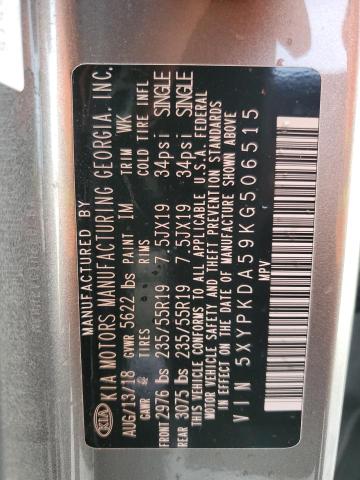 MANUFACTURED BY
KIA KIA MOTORS MANUFACTURING GEORGIA, INC.
AUG/13/18 GVWR 5622 lbs PAINT IM TRIM WK
GAWR TIRES RIMS COLD TIRE INFL
FRONT 2976 lbs 235/55R19 7.5JX19 34psi SINGLE
REAR 3075 lbs 235/55R19 7.5JX19 34psi SINGLE
THIS VEHICLE CONFORMS TO ALL APPLICABLE U.S.A. FEDERAL
MOTOR VEHICLE SAFETY AND THEFT PREVENTION STANDARDS
IN EFFECT ON THE DATE OF MANUFACTURE SHOWN ABOVE
VIN 5XYPKDA59KG506515
MPV